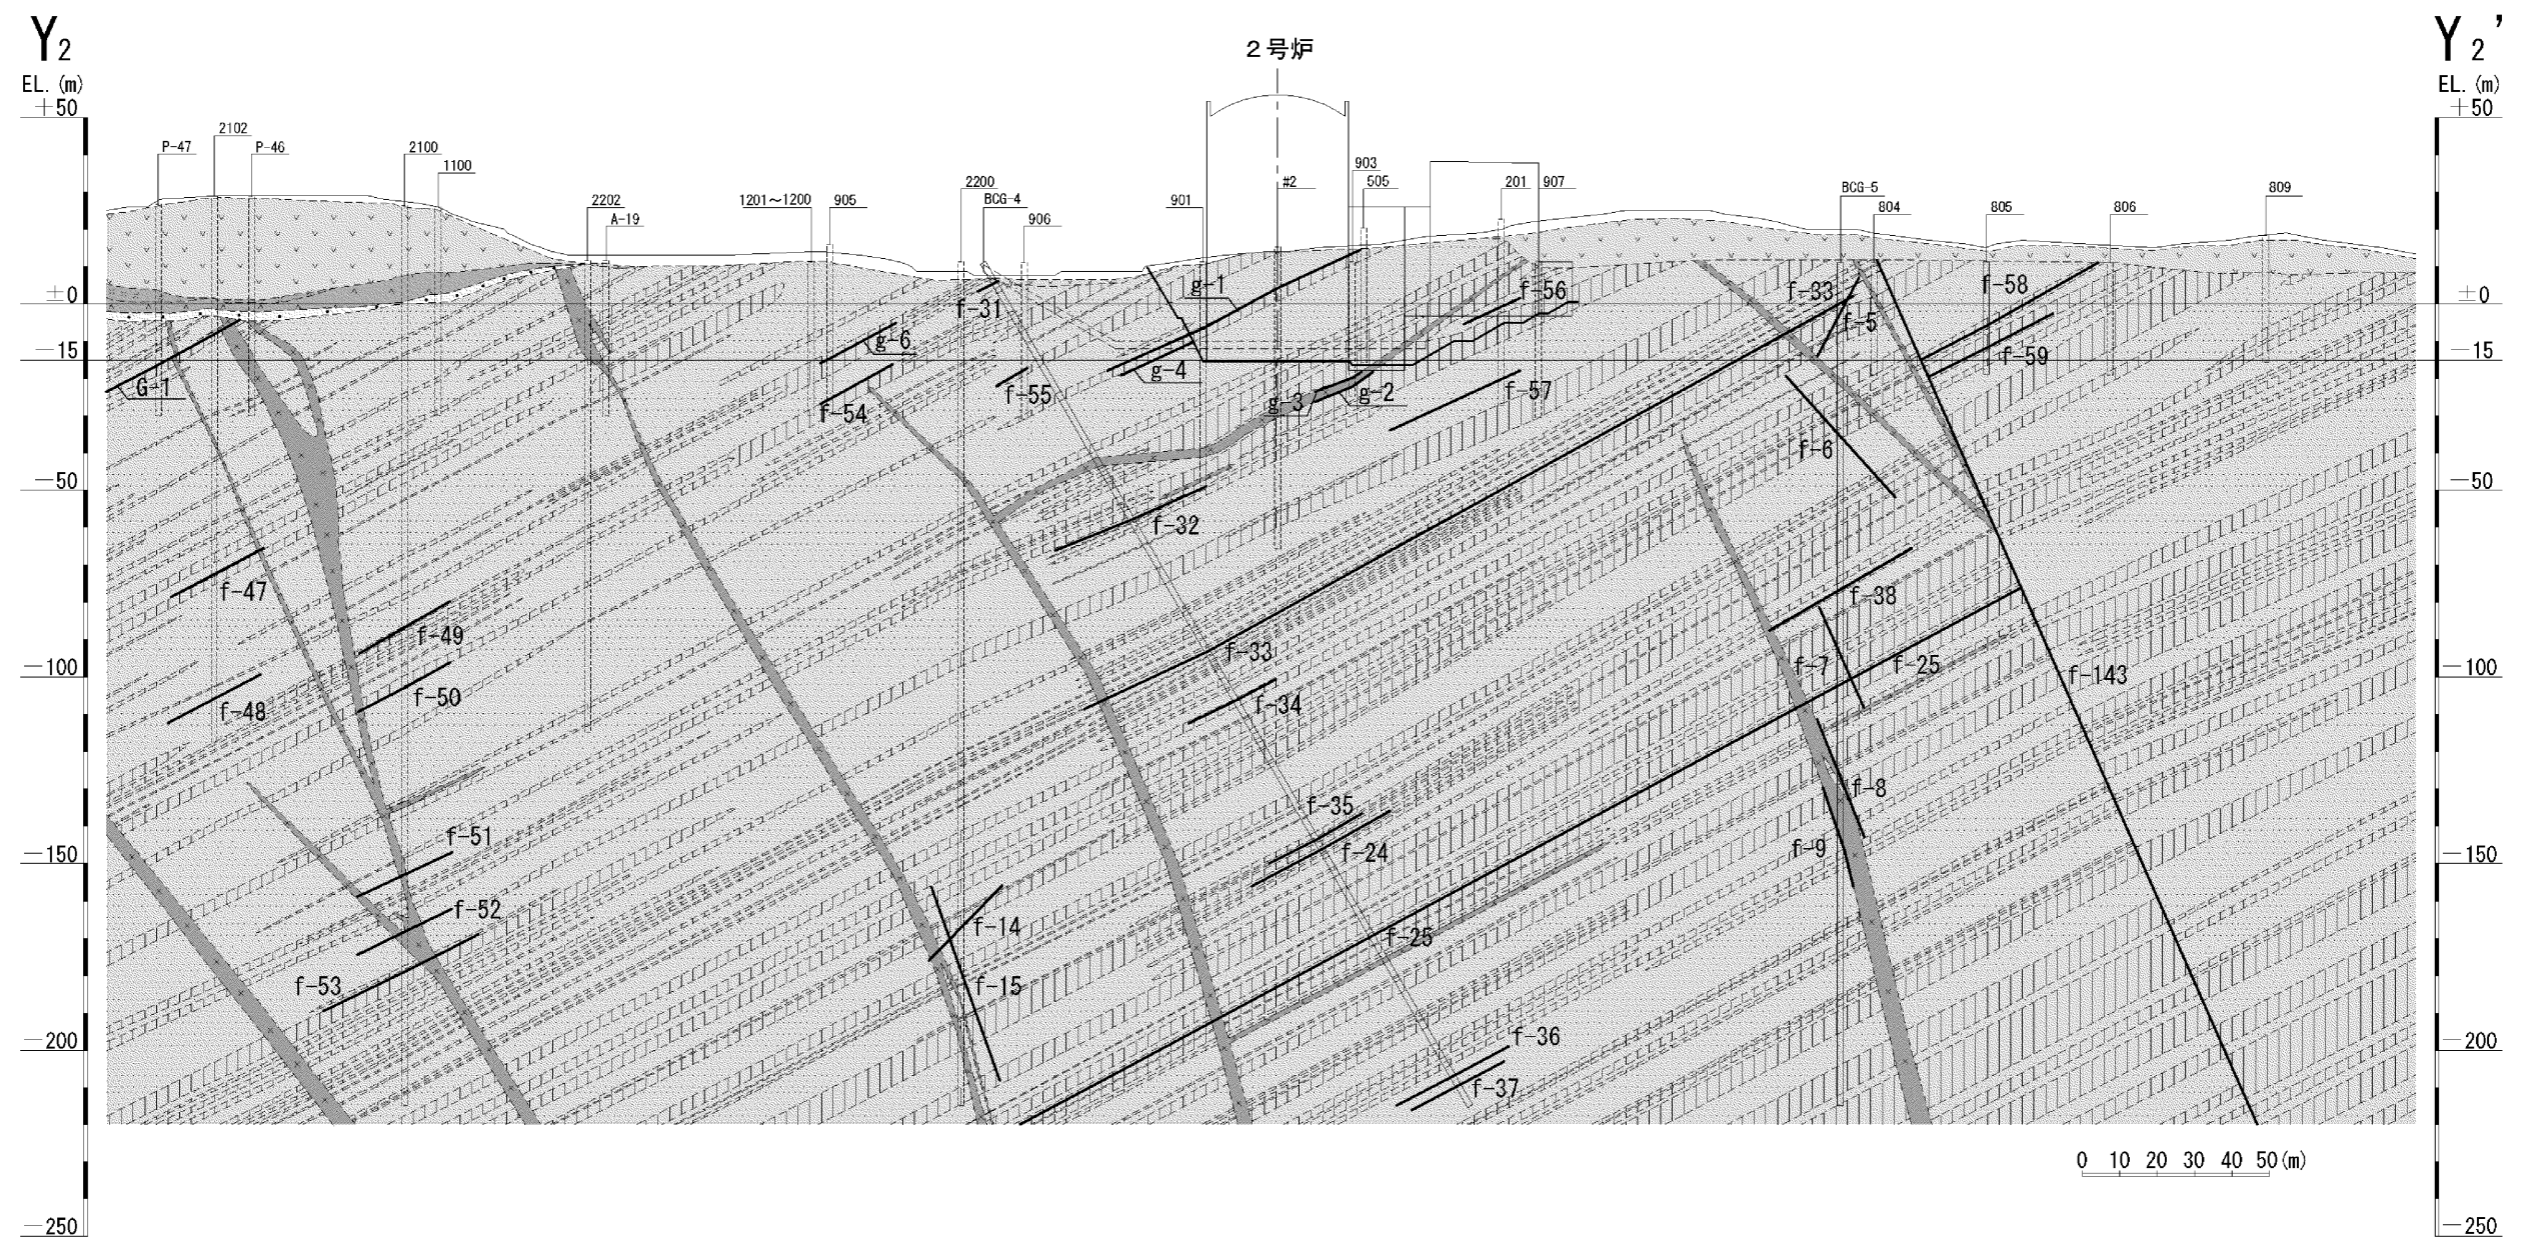 Y₂
Y₂'
2号炉
EL. (m)
EL. (m)
+50
+50
2102
P-47
P-46
2100
1100
903
2202
A-19
1201～1200
905
2200
BCG-4
906
901
#2
505
201
907
BCG-5
804
805
806
809
±0
±0
g-1
f-56
f-33
f-58
f-5
f-31
g-6
-15
-15
G-1
f-54
f-55
g-4
g-3
g-2
f-57
f-59
f-6
-50
-50
f-32
f-47
f-49
f-38
f-33
f-7
f-25
-100
-100
f-143
f-48
f-50
f-34
f-51
f-35
f-8
f-24
f-9
-150
-150
f-52
f-14
f-25
f-53
f-15
-200
-200
f-36
f-37
0 10 20 30 40 50(m)
-250
-250